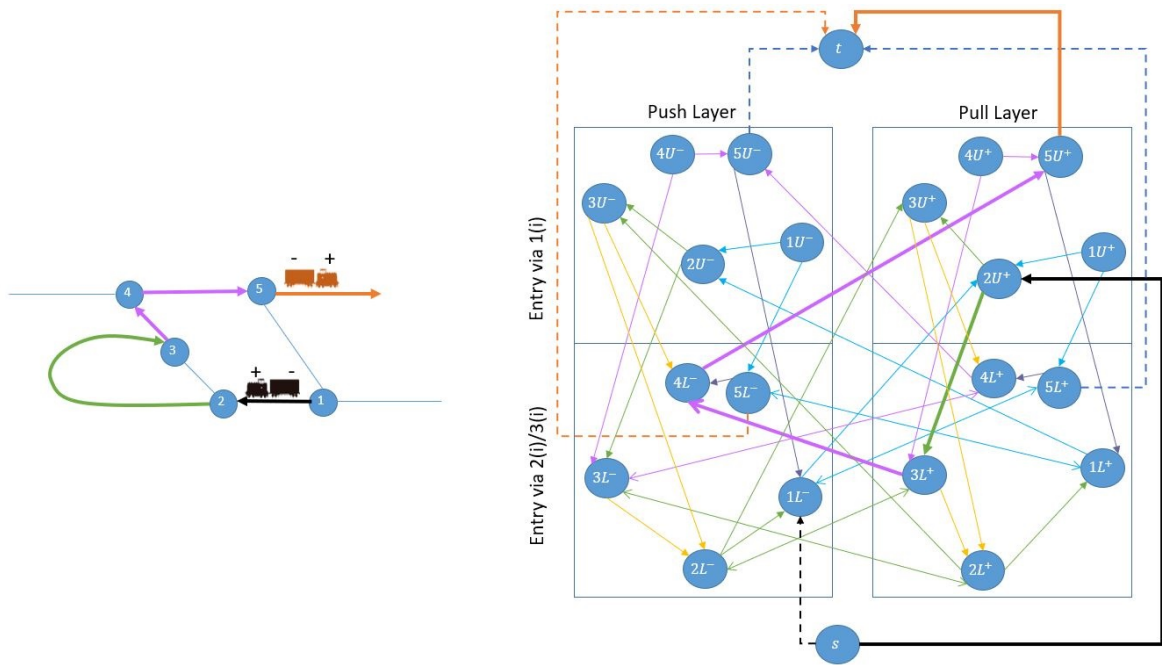 t
Push Layer
Pull Layer
4U⁻
5U⁻
4U⁺
5U⁺
3U⁻
3U⁺
1U⁻
1U⁺
2U⁻
2U⁺
Entry via 1(i)
4
5
- +
3
+ -
2
1
4L⁻
5L⁻
4L⁺
5L⁺
Entry via 2(i)/3(i)
3L⁻
3L⁺
1L⁺
1L⁻
2L⁻
2L⁺
s